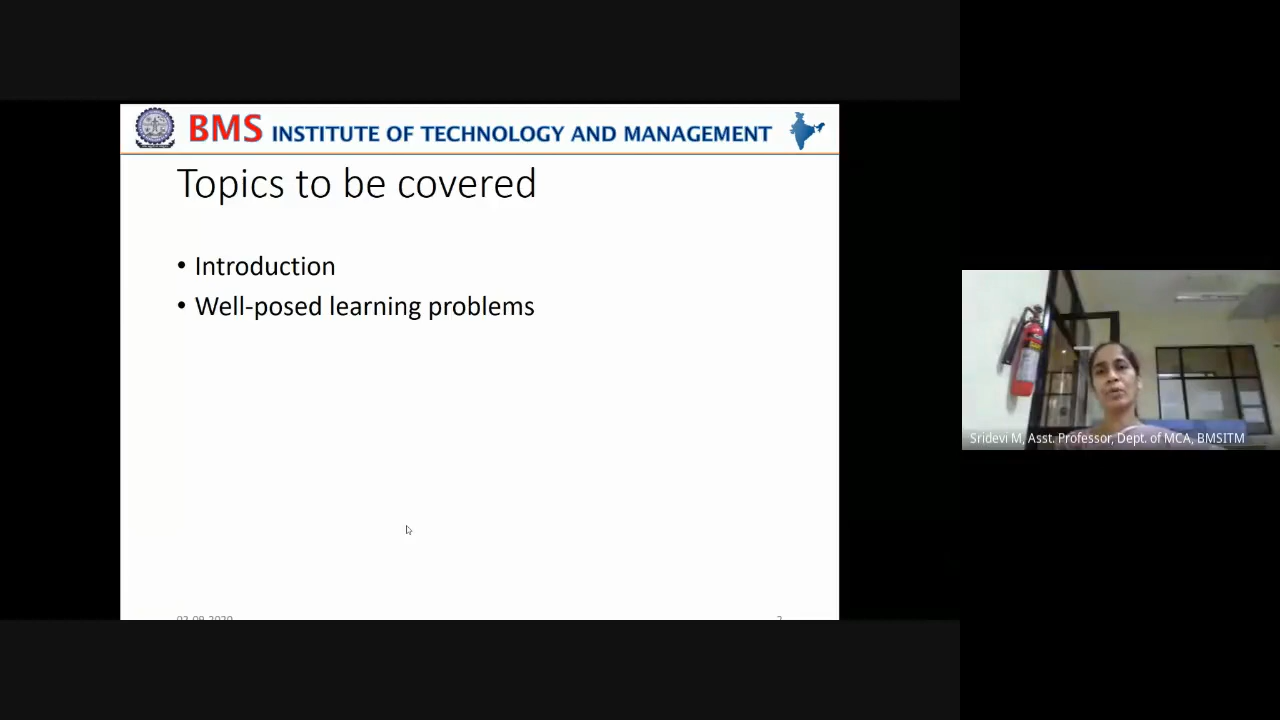 BMS INSTITUTE OF TECHNOLOGY AND MANAGEMENT
Topics to be covered
• Introduction
• Well-posed learning problems
Sridevi M, Asst. Professor, Dept. of MCA, BMSITM